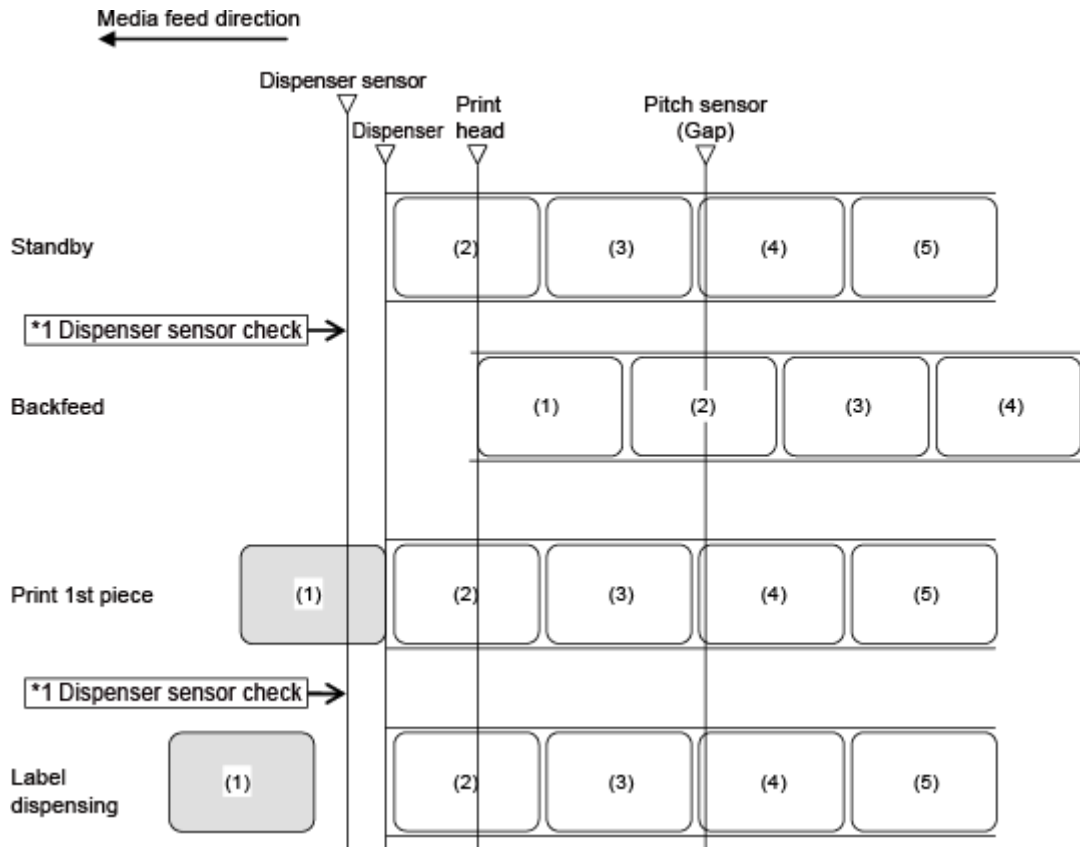 Media feed direction
Dispenser sensor
Print
head
Pitch sensor
(Gap)
Dispenser
Standby
(2)
(3)
(4)
(5)
*1 Dispenser sensor check
Backfeed
(1)
(2)
(3)
(4)
Print 1st piece
(1)
(2)
(3)
(4)
(5)
*1 Dispenser sensor check
Label
dispensing
(1)
(2)
(3)
(4)
(5)